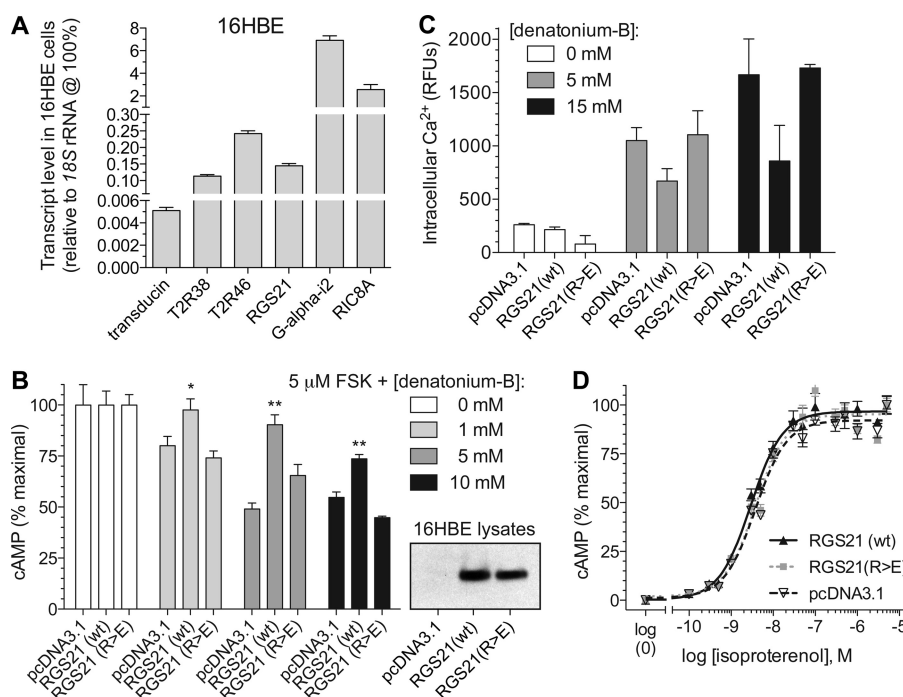 A
16HBE
Transcript level in 16HBE cells
(relative to 18S rRNA @ 100%)
8
6
4
2
0.30
0.25
0.20
0.15
0.10
0.006
0.004
0.002
0.000
transducin
T2R38
T2R46
RGS21
G-alpha-i2
RIC8A
C
[denatonium-B]:
0 mM
5 mM
15 mM
Intracellular Ca²⁺ (RFUs)
2000
1500
1000
500
0
pcDNA3.1
RGS21(wt)
RGS21(R>E)
pcDNA3.1
RGS21(wt)
RGS21(R>E)
pcDNA3.1
RGS21(wt)
RGS21(R>E)
B
5 μM FSK + [denatonium-B]:
0 mM
1 mM
5 mM
10 mM
cAMP (% maximal)
100
75
50
25
0
*
**
**
pcDNA3.1
RGS21 (wt)
RGS21 (R>E)
pcDNA3.1
RGS21 (wt)
RGS21 (R>E)
pcDNA3.1
RGS21 (wt)
RGS21 (R>E)
pcDNA3.1
RGS21 (wt)
RGS21 (R>E)
16HBE lysates
pcDNA3.1
RGS21(wt)
RGS21(R>E)
D
cAMP (% maximal)
100
75
50
25
0
RGS21 (wt)
RGS21(R>E)
pcDNA3.1
log
(0)
-10
-9
-8
-7
-6
-5
log [isoproterenol], M